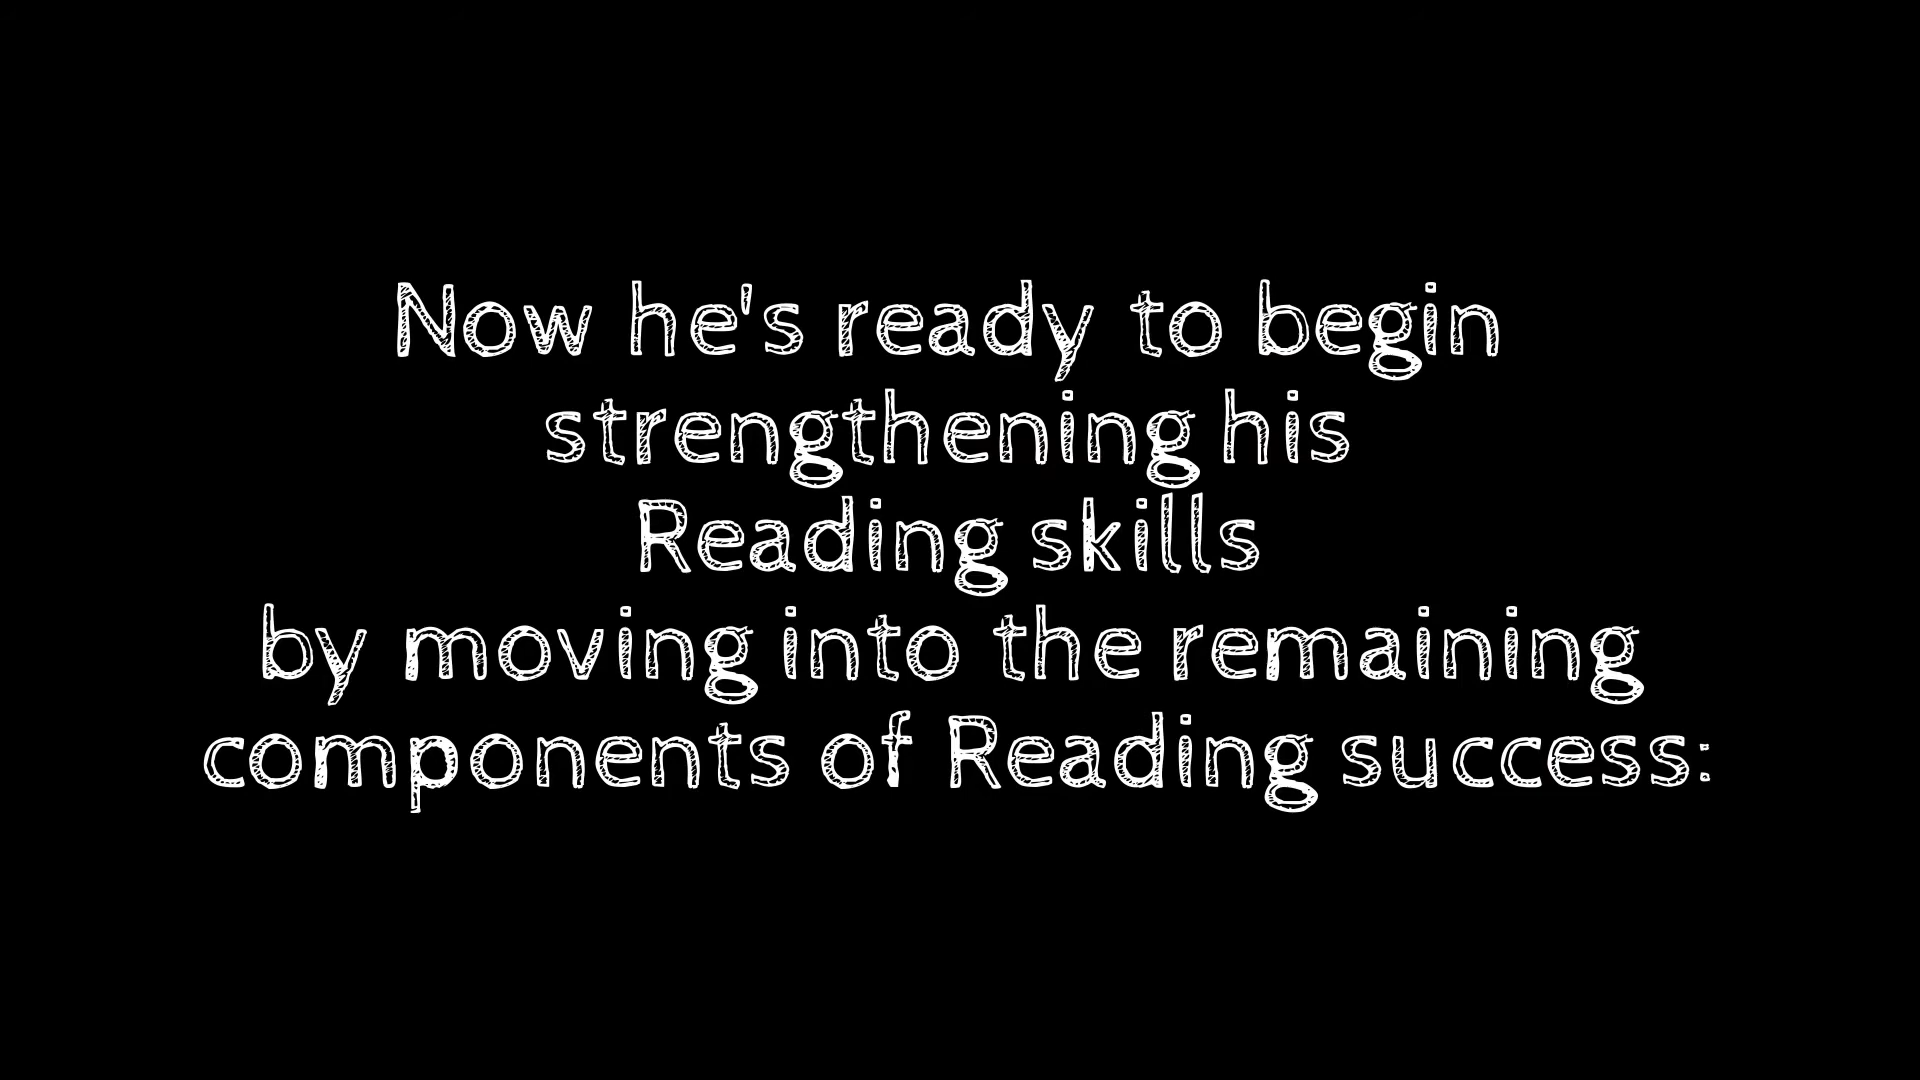 Now he's ready to begin
strengthening his
Reading skills
by moving into the remaining
components of Reading success: